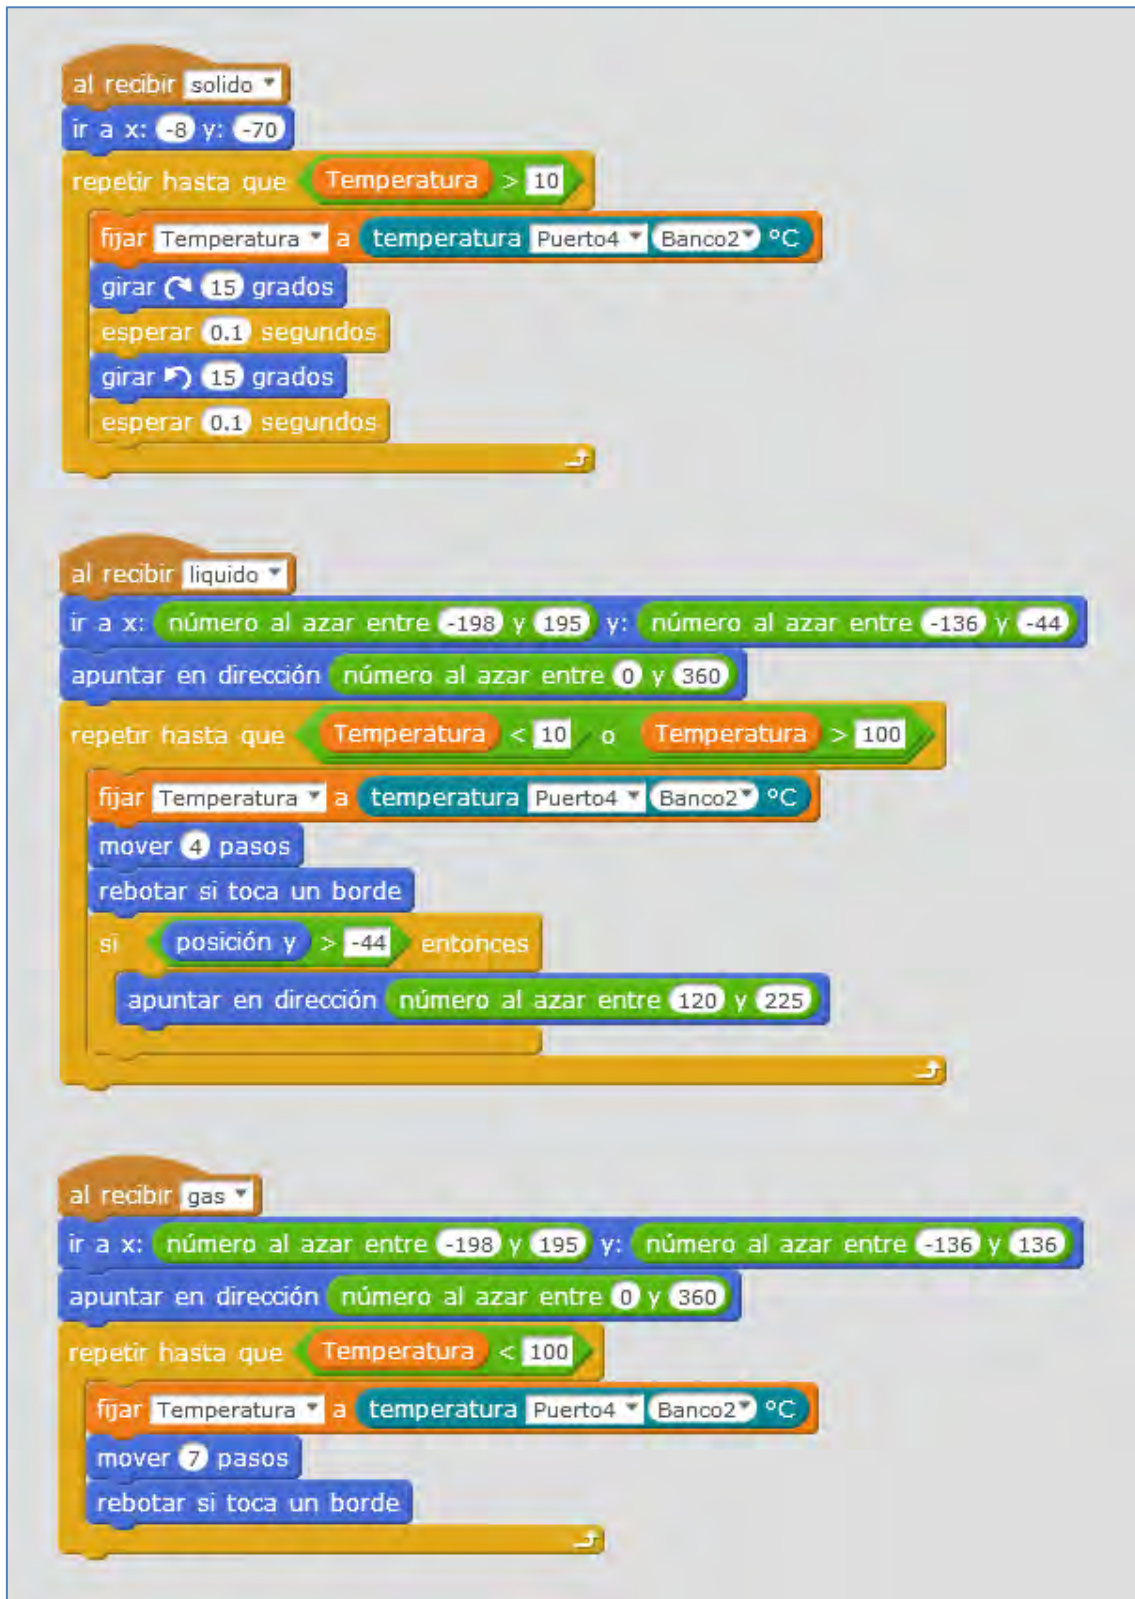 al recibir solido
ir a x: -8 y: -70
repetir hasta que Temperatura > 10
fijar Temperatura a temperatura Puerto4 Banco2 ºC
girar 15 grados
esperar 0.1 segundos
girar 15 grados
esperar 0.1 segundos
al recibir liquido
ir a x: número al azar entre -198 y 195 y: número al azar entre -136 y -44
apuntar en dirección número al azar entre 0 y 360
repetir hasta que Temperatura < 10 o Temperatura > 100
fijar Temperatura a temperatura Puerto4 Banco2 ºC
mover 4 pasos
rebotar si toca un borde
si posición y > -44 entonces
apuntar en dirección número al azar entre 120 y 225
al recibir gas
ir a x: número al azar entre -198 y 195 y: número al azar entre -136 y 136
apuntar en dirección número al azar entre 0 y 360
repetir hasta que Temperatura < 100
fijar Temperatura a temperatura Puerto4 Banco2 ºC
mover 7 pasos
rebotar si toca un borde